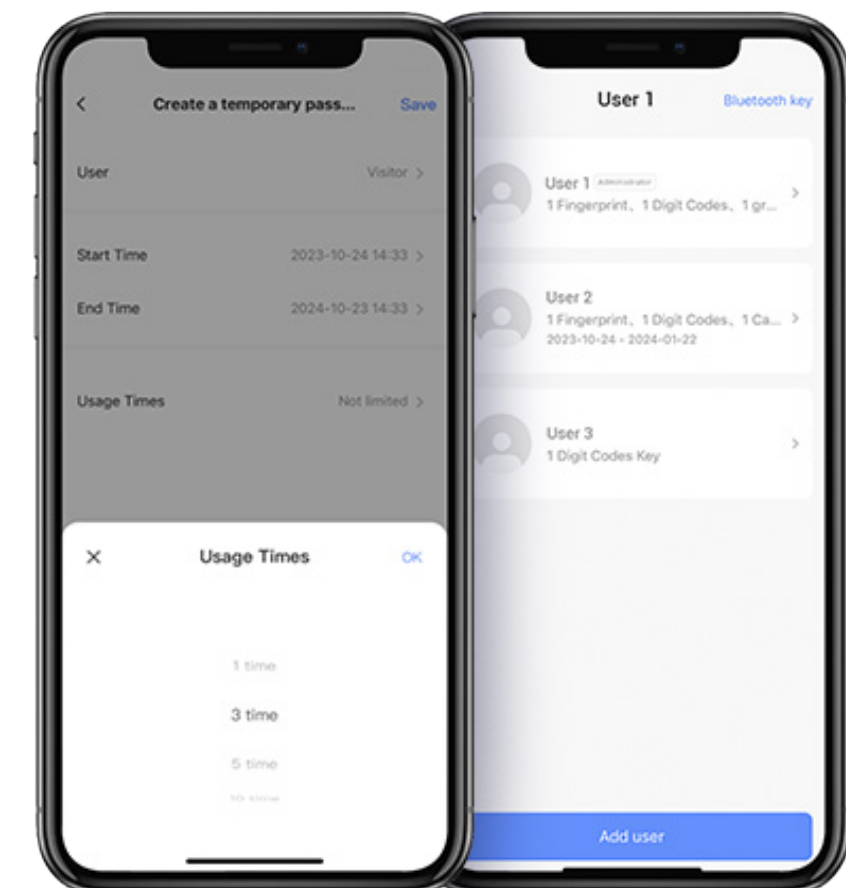 Create a temporary pass... Save
User Visitor >
Start Time 2023-10-24 14:33 >
End Time 2024-10-23 14:33 >
Usage Times Not limited >
Usage Times OK
1 time
3 time
5 time
10 time
User 1 Bluetooth key
User 1 Administrator
1 Fingerprint、1 Digit Codes、1 gr...
User 2
1 Fingerprint、1 Digit Codes、1 Ca...
2023-10-24 - 2024-01-22
User 3
1 Digit Codes Key
Add user